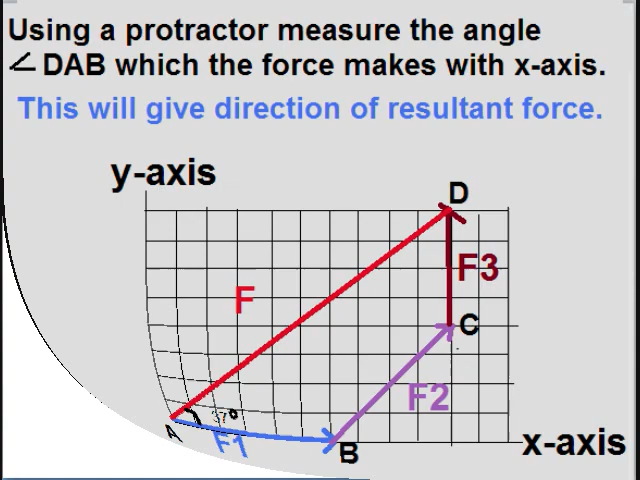 Using a protractor measure the angle
∠ DAB which the force makes with x-axis.
This will give direction of resultant force.
y-axis
D
F3
F
C
F2
37°
A
F1
B
x-axis